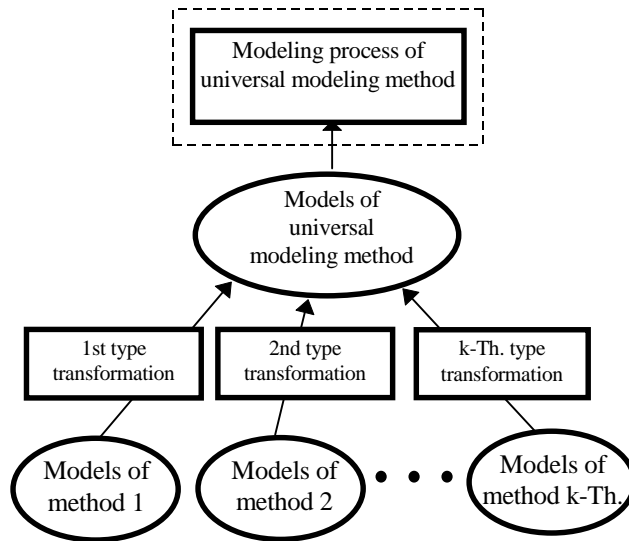 Modeling process of
universal modeling method
Models of
universal
modeling method
1st type
transformation
2nd type
transformation
k-Th. type
transformation
Models of
method 1
Models of
method 2
Models of
method k-Th.